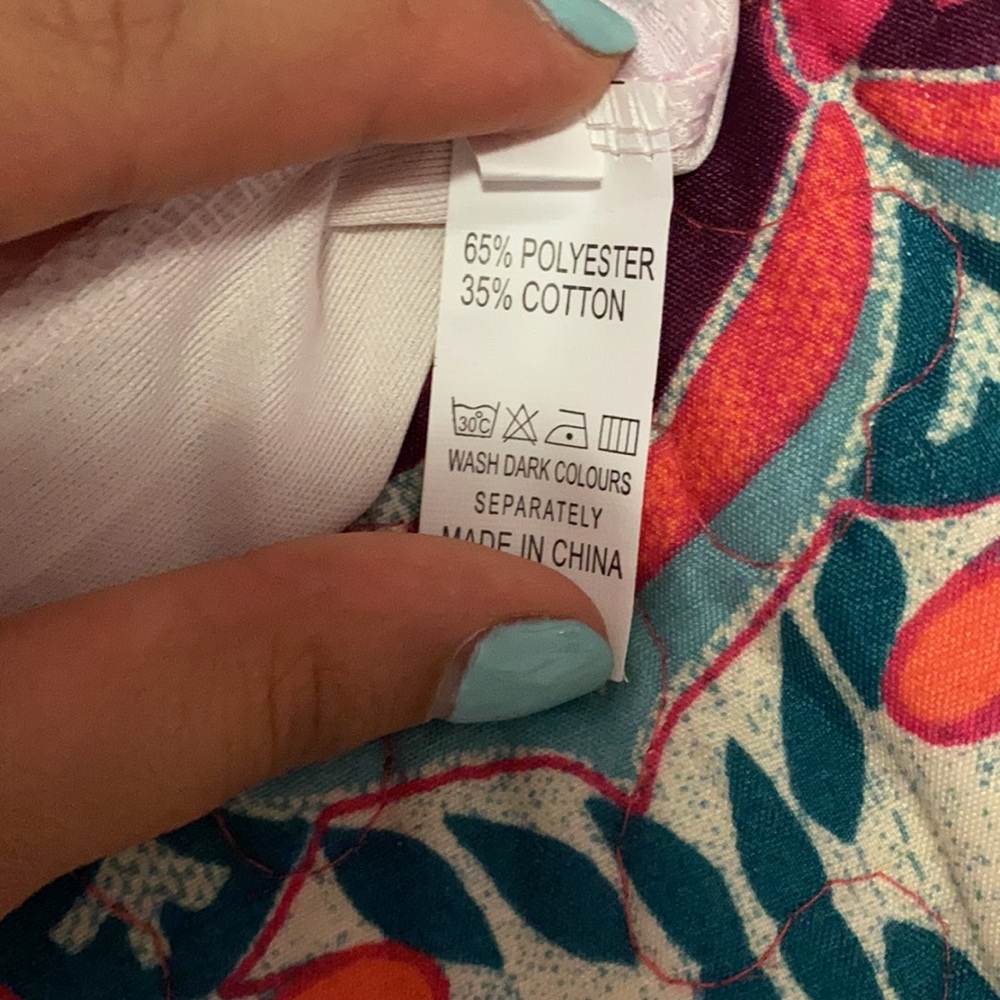 65% POLYESTER
35% COTTON
30°C
WASH DARK COLOURS
SEPARATELY
MADE IN CHINA